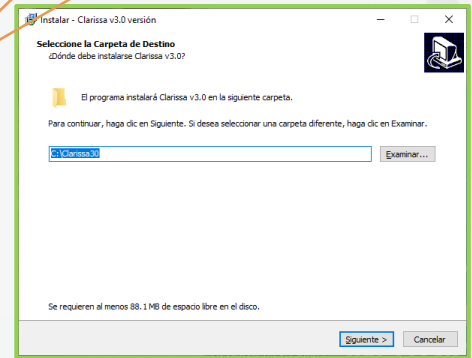 Instalar - Clarissa v3.0 versión
Seleccione la Carpeta de Destino
¿Dónde debe instalarse Clarissa v3.0?
El programa instalará Clarissa v3.0 en la siguiente carpeta.
Para continuar, haga clic en Siguiente. Si desea seleccionar una carpeta diferente, haga clic en Examinar.
C:\Clarissa30
Examinar...
Se requieren al menos 88.1 MB de espacio libre en el disco.
Siguiente >
Cancelar